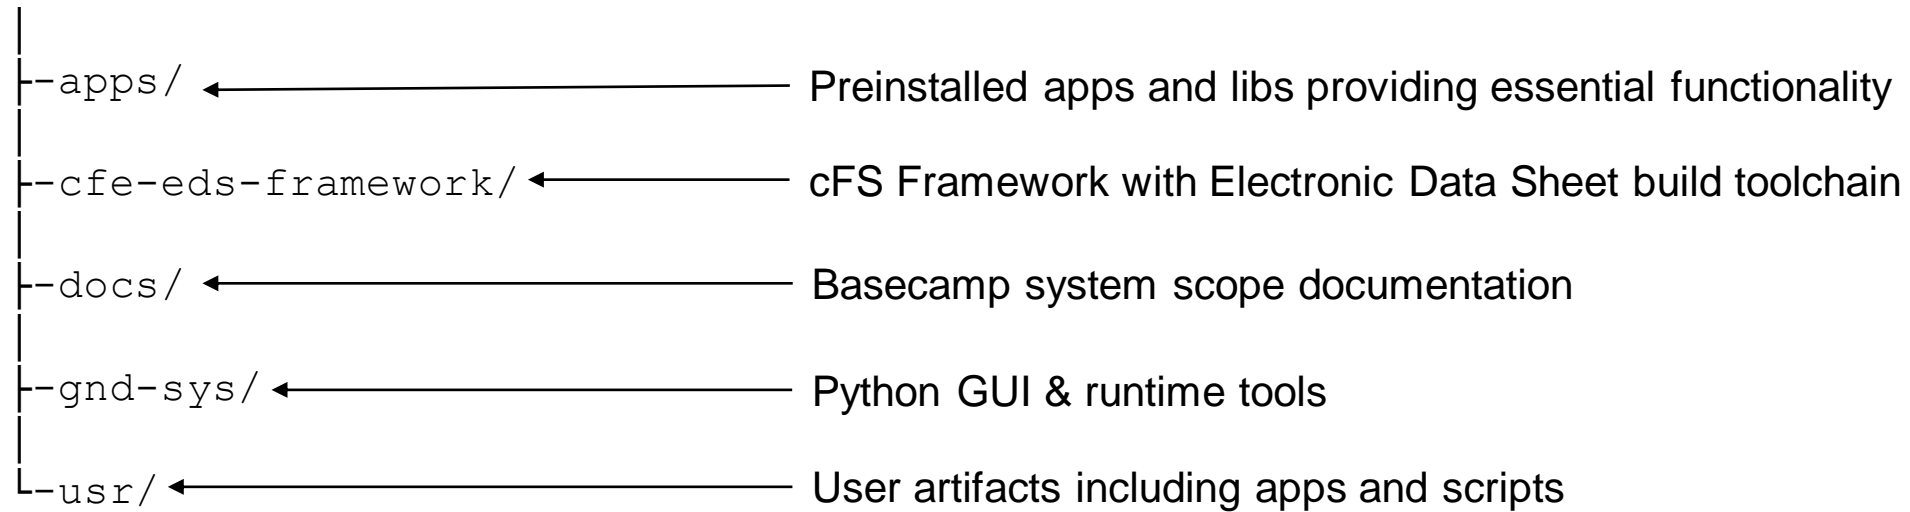 ├--apps/ Preinstalled apps and libs providing essential functionality
├--cfe-eds-framework/ cFS Framework with Electronic Data Sheet build toolchain
├--docs/ Basecamp system scope documentation
├--gnd-sys/ Python GUI & runtime tools
└--usr/ User artifacts including apps and scripts